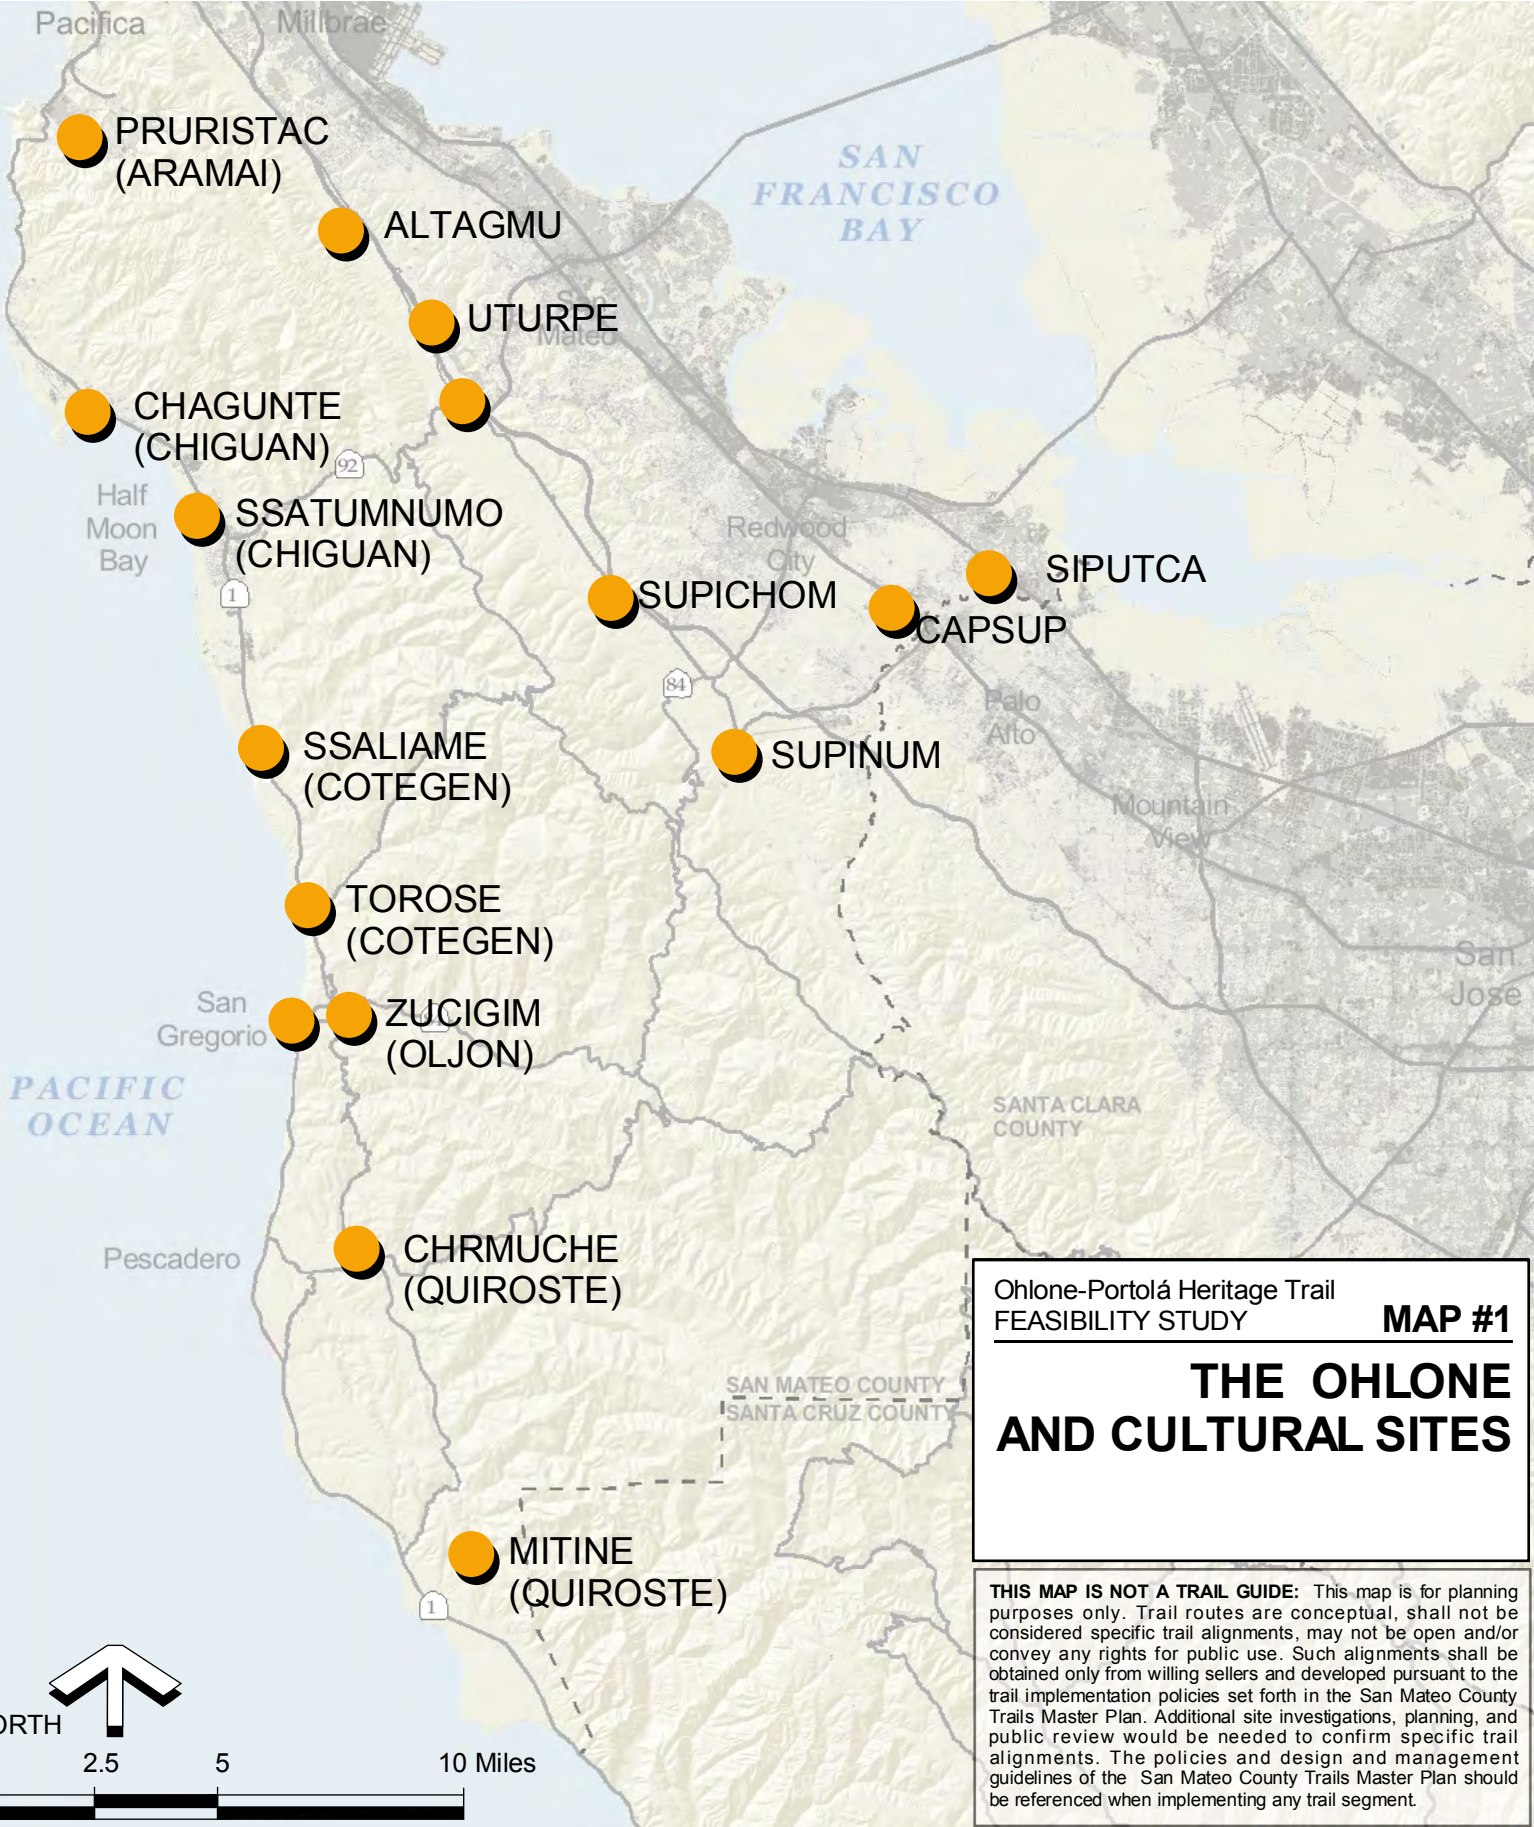 Pacifica
Millbrae
PRURISTAC
(ARAMAI)
SAN
FRANCISCO
BAY
ALTAGMU
UTURPE
San
Mateo
CHAGUNTE
(CHIGUAN)
92
Half
Moon
Bay
SSATUMNUMO
(CHIGUAN)
Redwood
City
SIPUTCA
1
SUPICHOM
CAPSUP
84
Palo
Alto
SSALIAME
(COTEGEN)
SUPINUM
Mountain
View
TOROSE
(COTEGEN)
San
Jose
San
Gregorio
ZUCIGIM
(OLJON)
84
PACIFIC
OCEAN
SANTA CLARA
COUNTY
Pescadero
CHRMUCHE
(QUIROSTE)
Ohlone-Portolá Heritage Trail
FEASIBILITY STUDY MAP #1
THE OHLONE
AND CULTURAL SITES
SAN MATEO COUNTY
SANTA CRUZ COUNTY
MITINE
(QUIROSTE)
1
THIS MAP IS NOT A TRAIL GUIDE: This map is for planning
purposes only. Trail routes are conceptual, shall not be
considered specific trail alignments, may not be open and/or
convey any rights for public use. Such alignments shall be
obtained only from willing sellers and developed pursuant to the
trail implementation policies set forth in the San Mateo County
Trails Master Plan. Additional site investigations, planning, and
public review would be needed to confirm specific trail
alignments. The policies and design and management
guidelines of the San Mateo County Trails Master Plan should
be referenced when implementing any trail segment.
ORTH
2.5 5 10 Miles